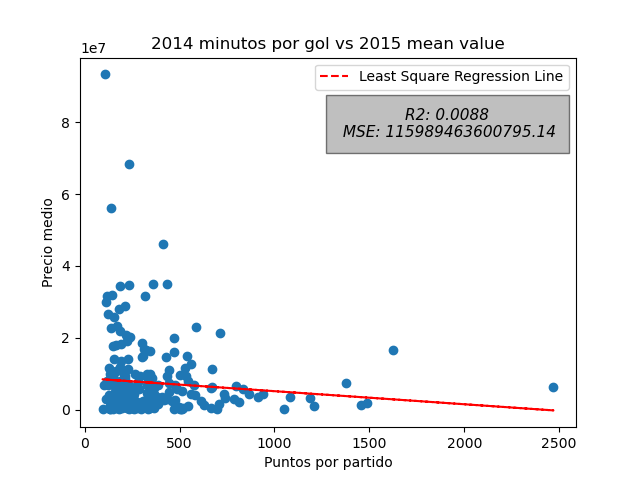 2014 minutos por gol vs 2015 mean value
1e7
Least Square Regression Line
R2: 0.0088
MSE: 115989463600795.14
Precio medio
8
6
4
2
0
0 500 1000 1500 2000 2500
Puntos por partido